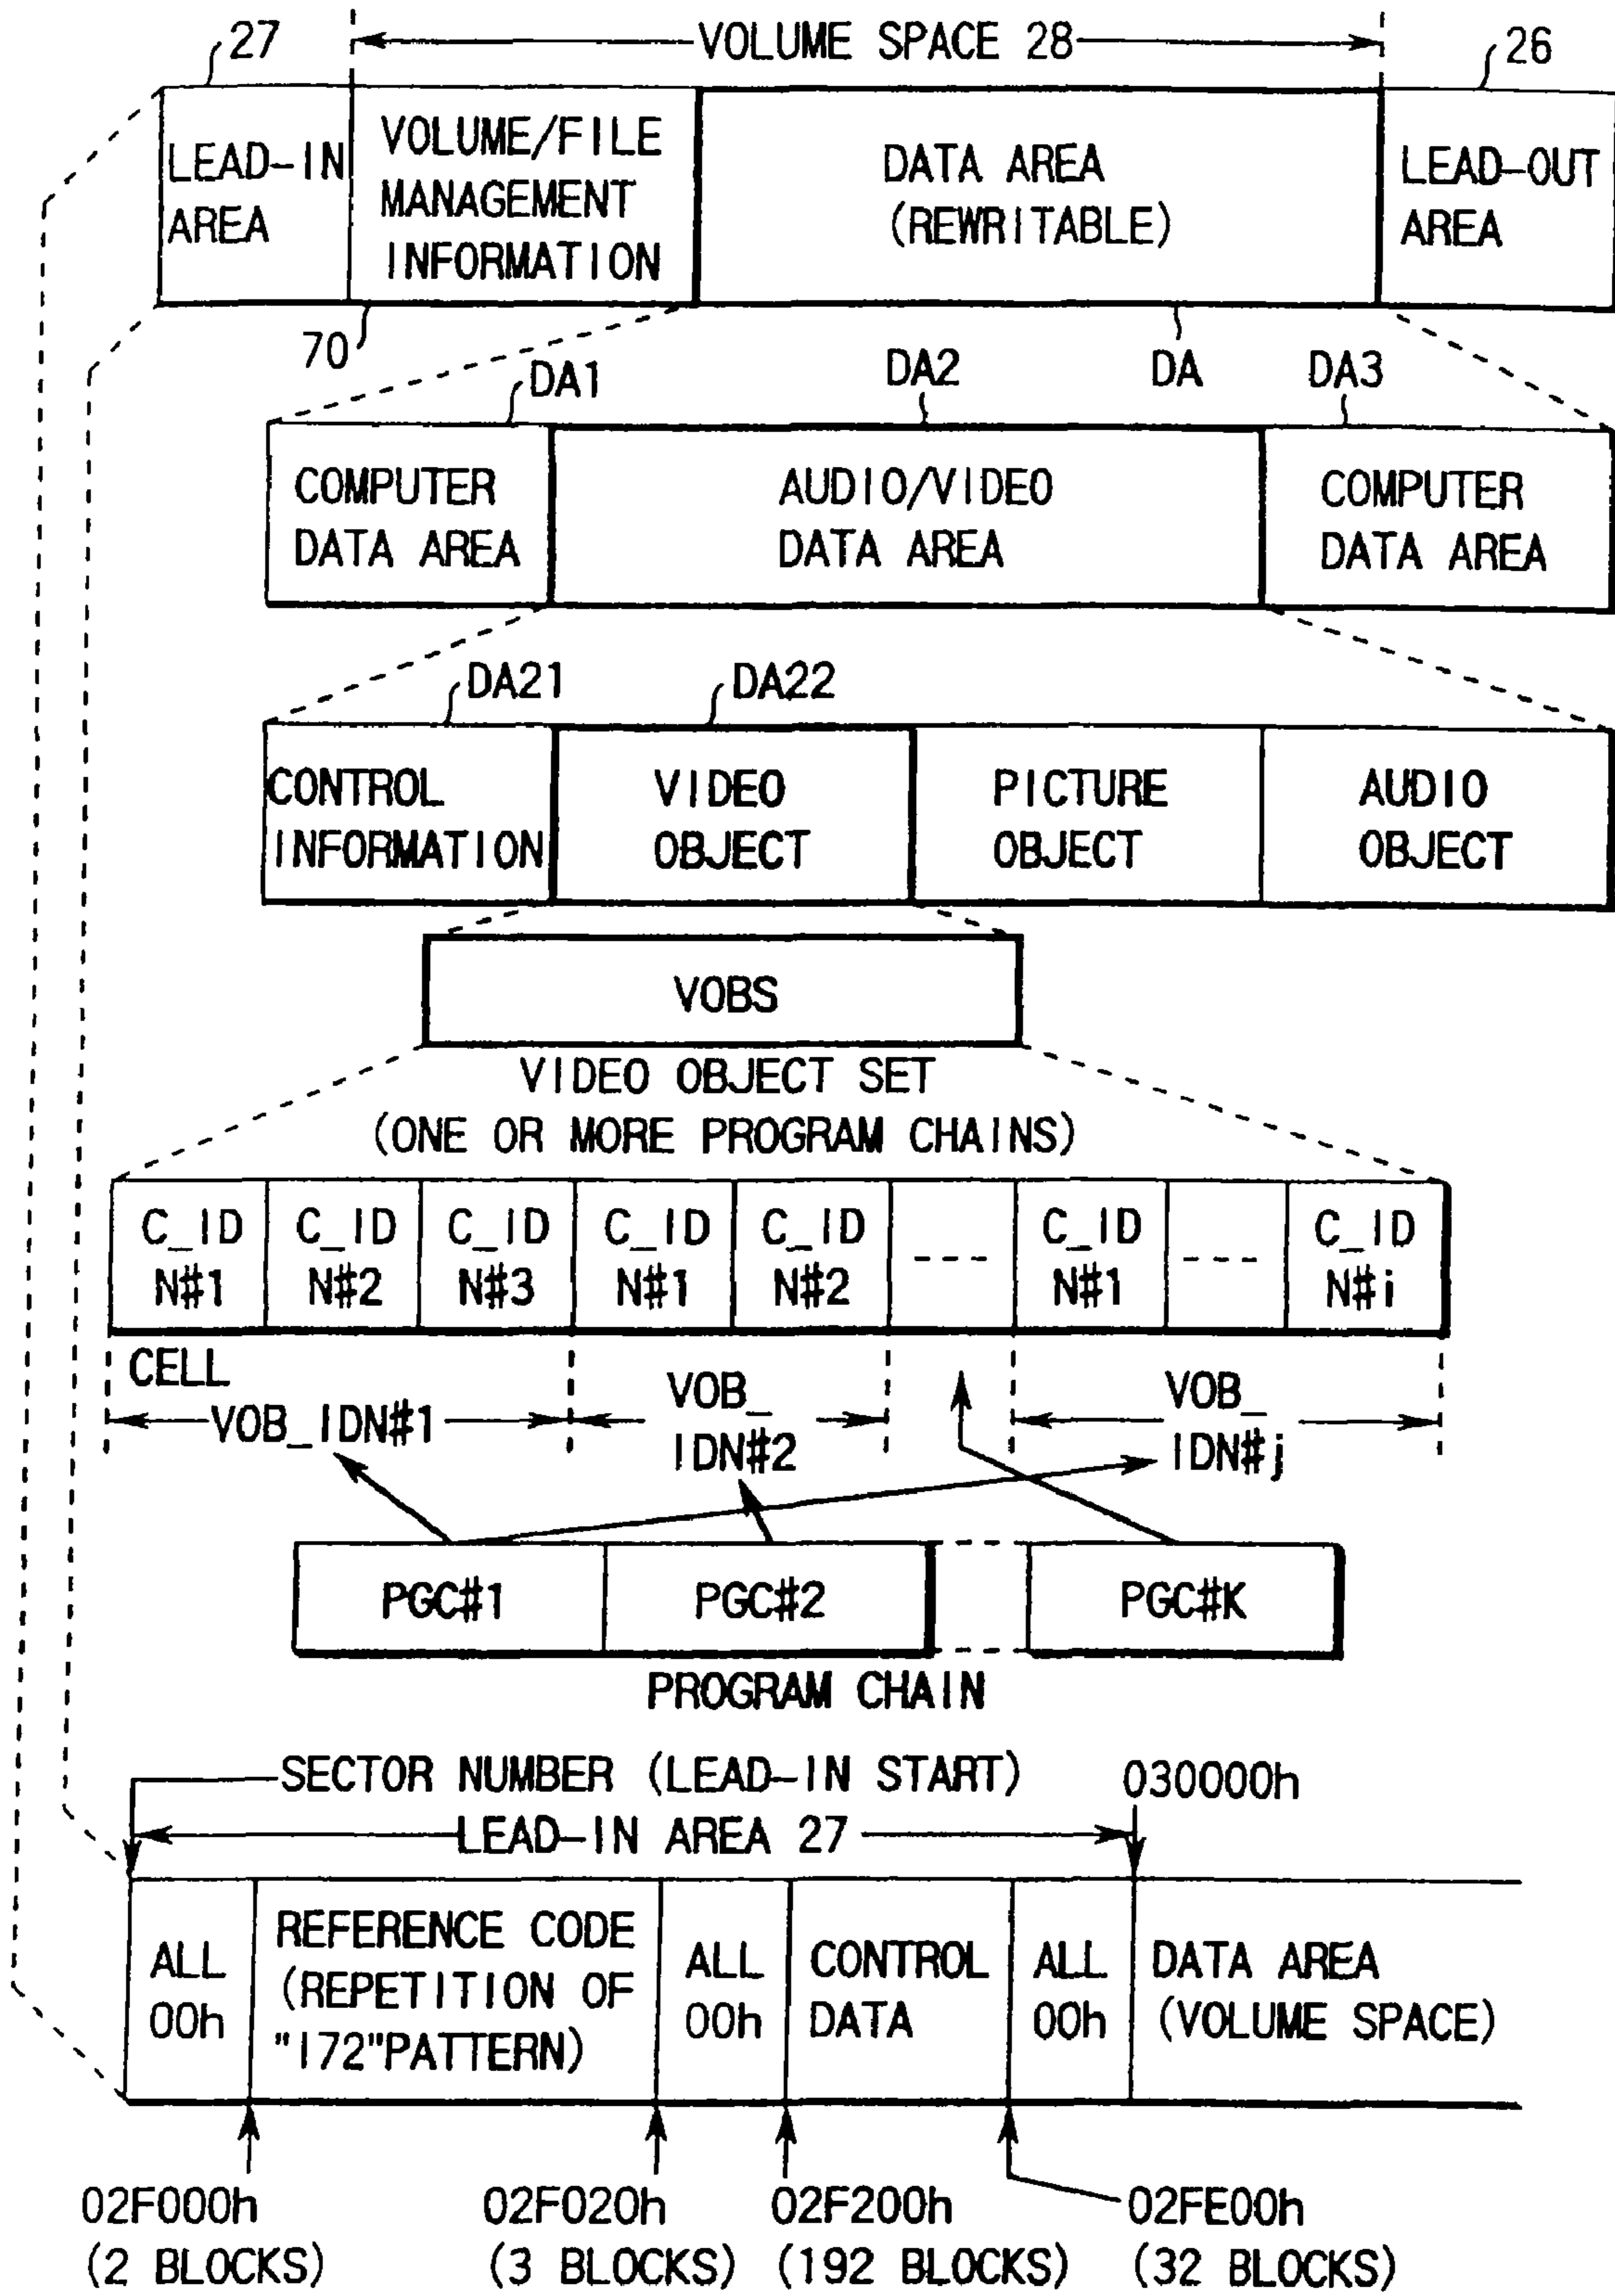 27
VOLUME SPACE 28
26
LEAD-IN
AREA
VOLUME/FILE
MANAGEMENT
INFORMATION
DATA AREA
(REWRITABLE)
LEAD-OUT
AREA
70
DA1
DA2
DA
DA3
COMPUTER
DATA AREA
AUDIO/VIDEO
DATA AREA
COMPUTER
DATA AREA
DA21
DA22
CONTROL
INFORMATION
VIDEO
OBJECT
PICTURE
OBJECT
AUDIO
OBJECT
VOBS
VIDEO OBJECT SET
(ONE OR MORE PROGRAM CHAINS)
C_ID
N#1
C_ID
N#2
C_ID
N#3
C_ID
N#1
C_ID
N#2
----
C_ID
N#1
----
C_ID
N#i
CELL
VOB_IDN#1
VOB_
IDN#2
VOB_
IDN#j
PGC#1
PGC#2
PGC#K
PROGRAM CHAIN
SECTOR NUMBER (LEAD-IN START)
030000h
LEAD-IN AREA 27
ALL
00h
REFERENCE CODE
(REPETITION OF
"172"PATTERN)
ALL
00h
CONTROL
DATA
ALL
00h
DATA AREA
(VOLUME SPACE)
02F000h
(2 BLOCKS)
02F020h
(3 BLOCKS)
02F200h
(192 BLOCKS)
02FE00h
(32 BLOCKS)